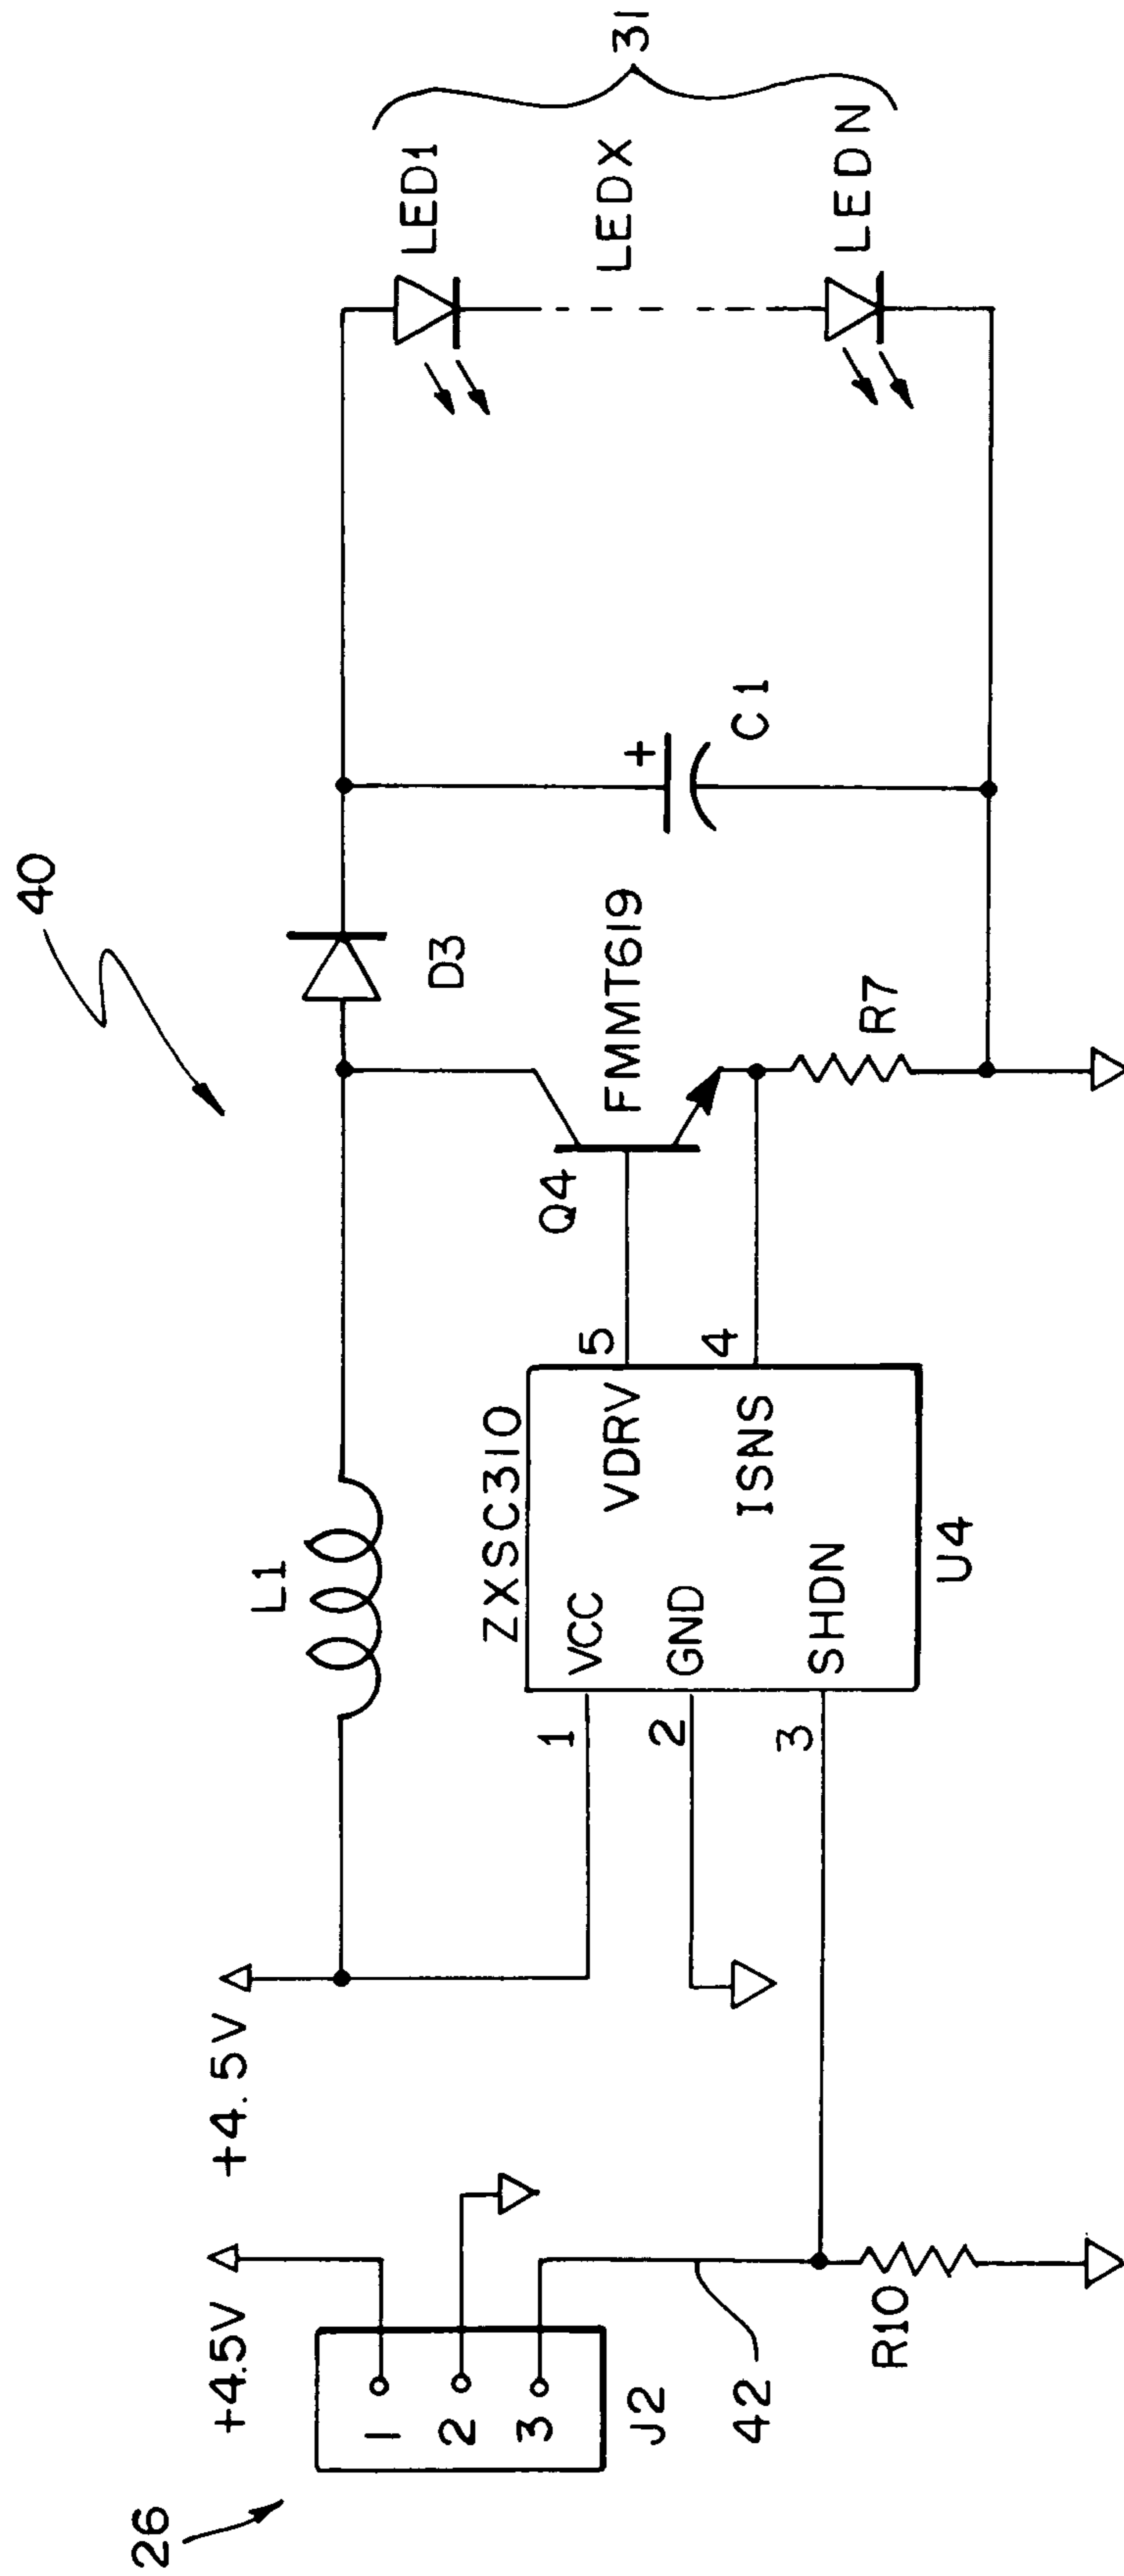 40
26
+4.5V
+4.5V
L1
D3
1
2
3
J2
42
R10
ZXSC310
VCC
GND
SHDN
VDRV
ISNS
1
2
3
5
4
U4
Q4
FMMT619
R7
+
C1
LED1
LEDX
LEDN
31